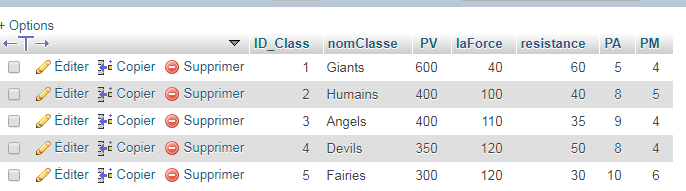 + Options
ID_Class nomClasse PV laForce resistance PA PM
Éditer Copier Supprimer 1 Giants 600 40 60 5 4
Éditer Copier Supprimer 2 Humains 400 100 40 8 5
Éditer Copier Supprimer 3 Angels 400 110 35 9 4
Éditer Copier Supprimer 4 Devils 350 120 50 8 4
Éditer Copier Supprimer 5 Fairies 300 120 30 10 6